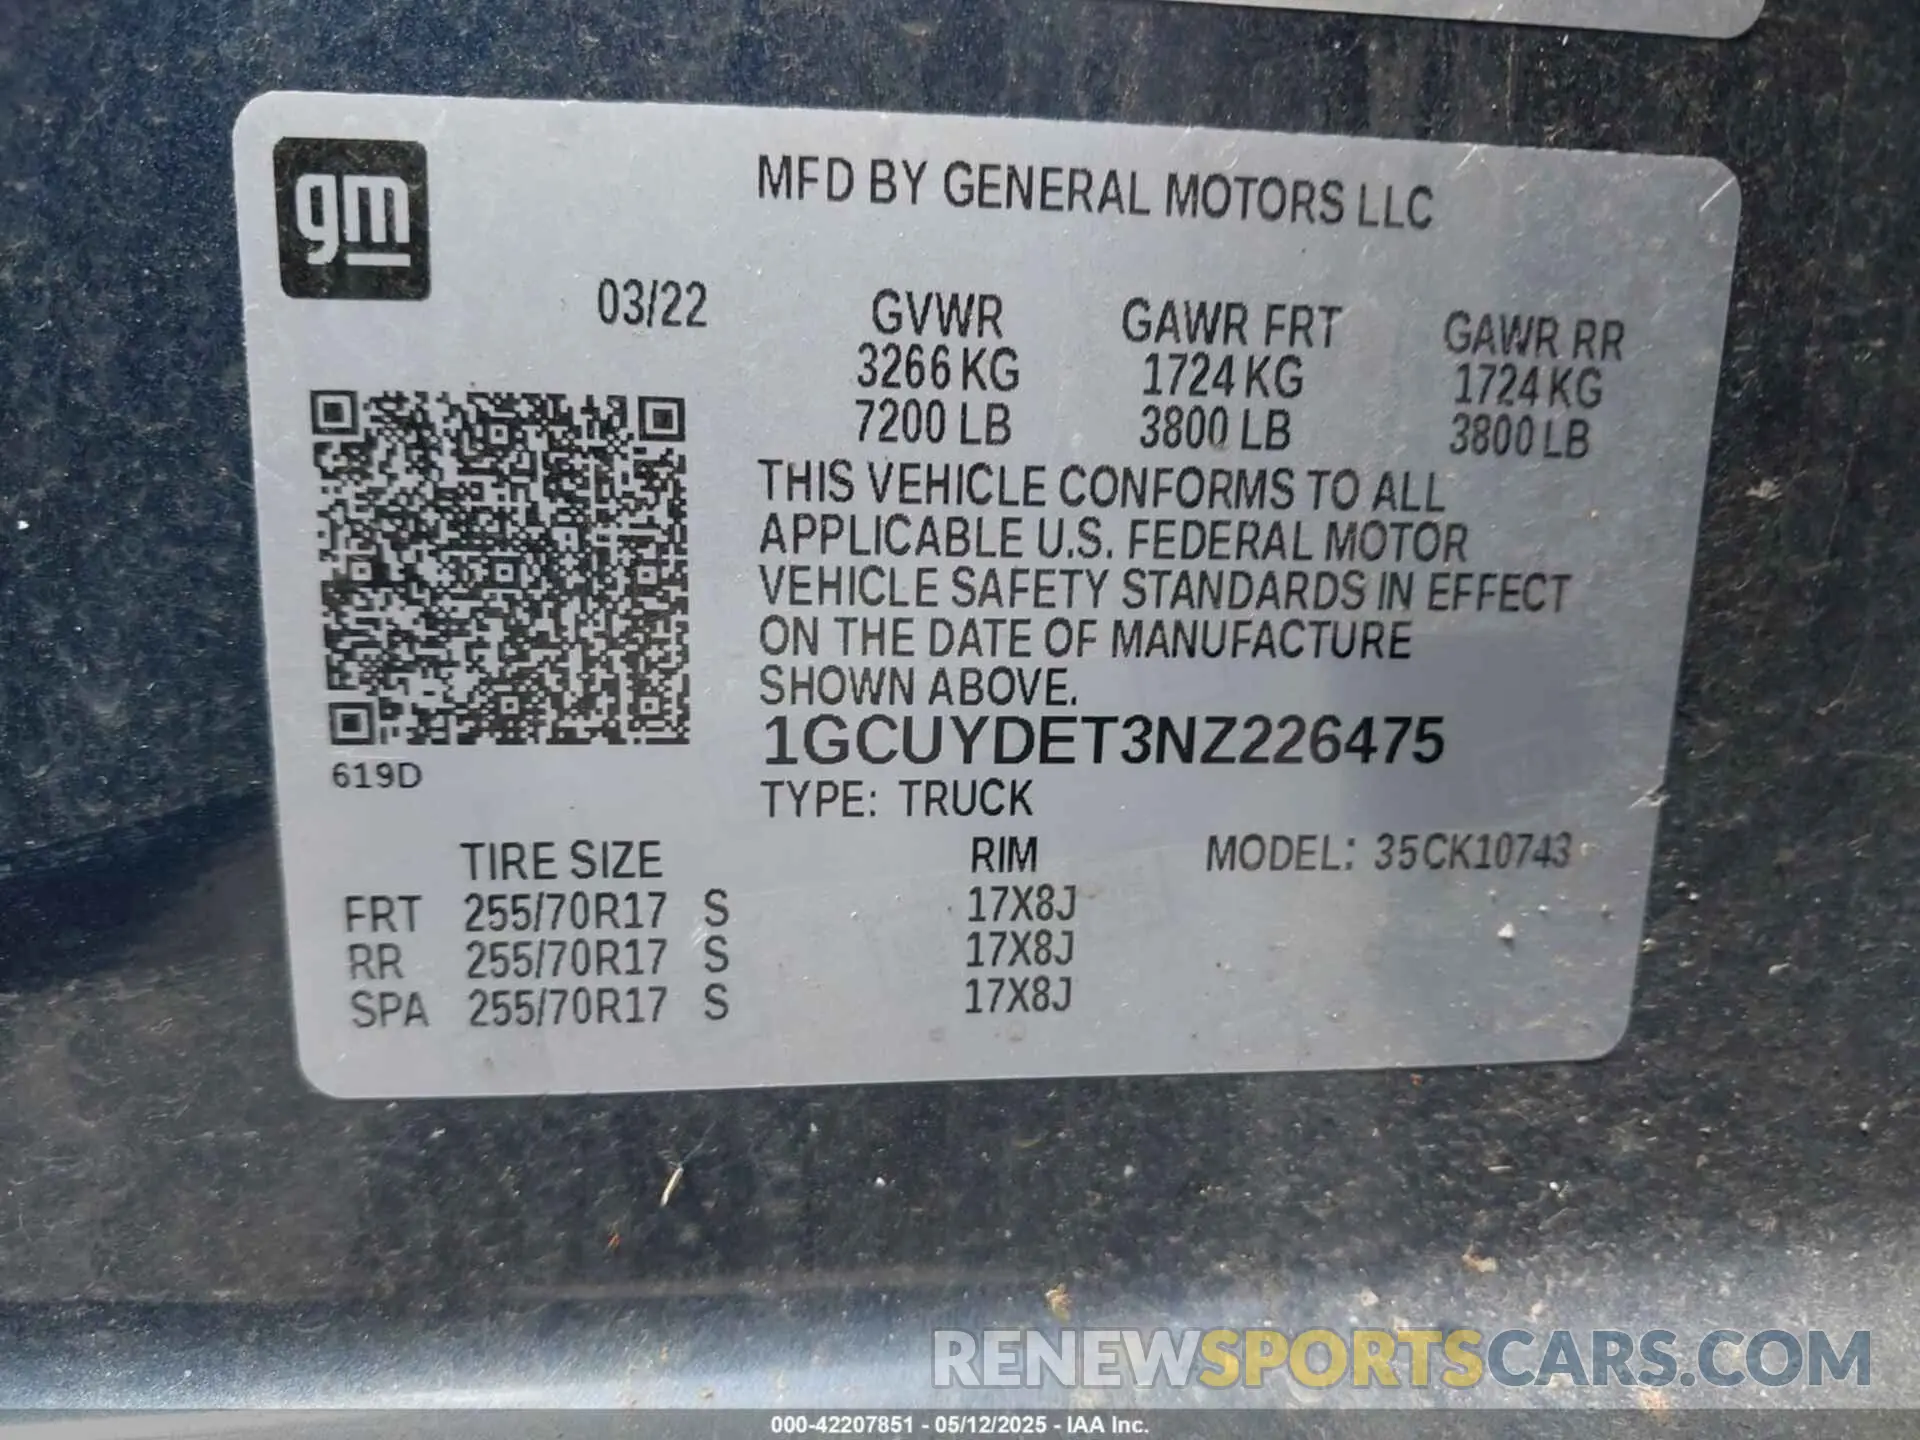 gm
MFD BY GENERAL MOTORS LLC
03/22
GVWR GAWR FRT GAWR RR
3266 KG 1724 KG 1724 KG
7200 LB 3800 LB 3800 LB
THIS VEHICLE CONFORMS TO ALL
APPLICABLE U.S. FEDERAL MOTOR
VEHICLE SAFETY STANDARDS IN EFFECT
ON THE DATE OF MANUFACTURE
SHOWN ABOVE.
1GCUYDET3NZ226475
619D
TYPE: TRUCK
TIRE SIZE RIM MODEL: 35CK10743
FRT 255/70R17 S 17X8J
RR 255/70R17 S 17X8J
SPA 255/70R17 S 17X8J
RENEWSPORTSCARS.COM
000-42207851 - 05/12/2025 - IAA Inc.